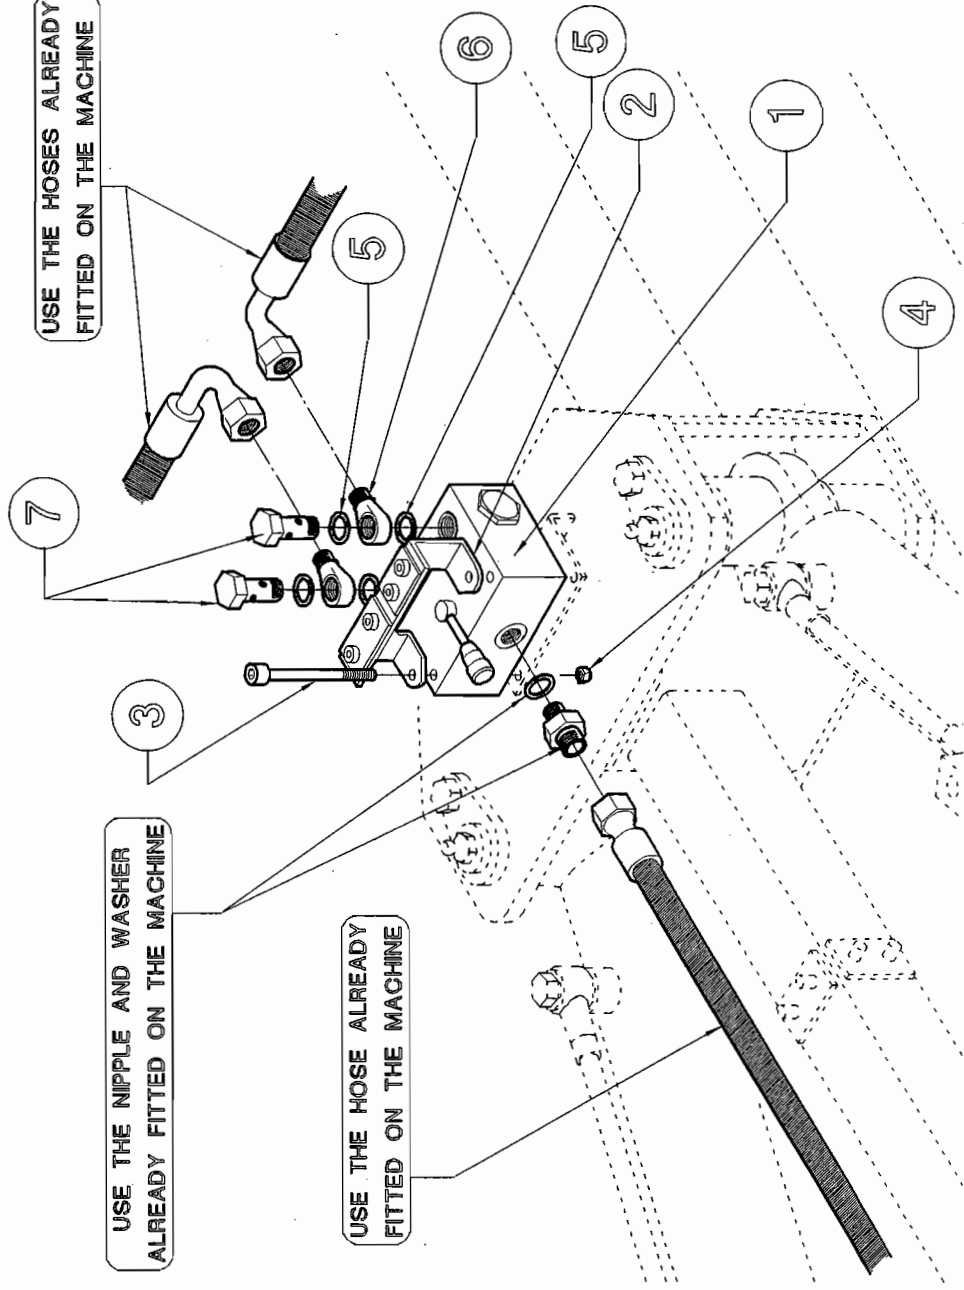 USE THE HOSES ALREADY
FITTED ON THE MACHINE
6
5
2
1
5
4
7
3
USE THE NIPPLE AND WASHER
ALREADY FITTED ON THE MACHINE
USE THE HOSE ALREADY
FITTED ON THE MACHINE